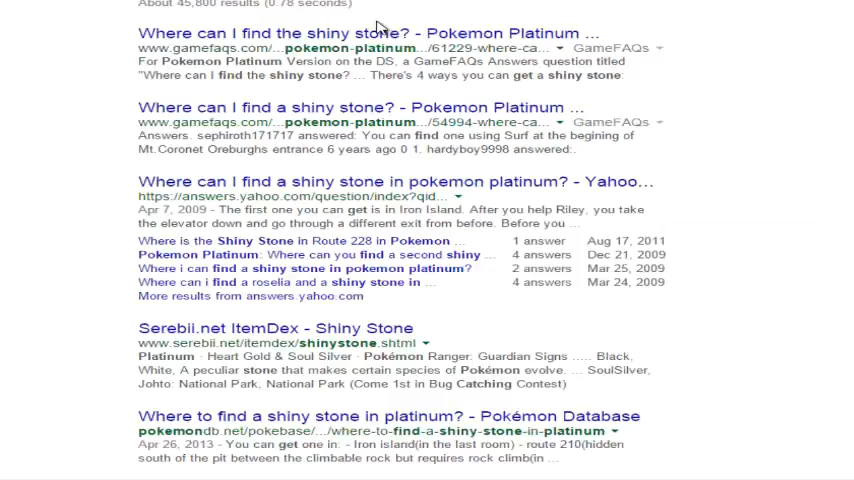 About 45,800 results (0.78 seconds)
Where can I find the shiny stone? - Pokemon Platinum ...
www.gamefaqs.com/...pokemon-platinum.../61229-where-ca... GameFAQs
For Pokemon Platinum Version on the DS, a GameFAQs Answers question titled
"Where can I find the shiny stone? ... There's 4 ways you can get a shiny stone:
Where can I find a shiny stone? - Pokemon Platinum ...
www.gamefaqs.com/...pokemon-platinum.../54994-where-ca... GameFAQs
Answers. sephiroth171717 answered: You can find one using Surf at the begining of
Mt.Coronet Oreburghs entrance 6 years ago 0 1. hardyboy9998 answered:.
Where can I find a shiny stone in pokemon platinum? - Yahoo...
https://answers.yahoo.com/question/index?qid...
Apr 7, 2009 - The first one you can get is in Iron Island. After you help Riley, you take
the elevator down and go through a different exit from before. Before you ...
Where is the Shiny Stone in Route 228 in Pokemon ... 1 answer Aug 17, 2011
Pokemon Platinum: Where can you find a second shiny ... 4 answers Dec 21, 2009
Where i can find a shiny stone in pokemon platinum? 2 answers Mar 25, 2009
Where can i find a roselia and a shiny stone in ... 4 answers Mar 24, 2009
More results from answers.yahoo.com
Serebii.net ItemDex - Shiny Stone
www.serebii.net/itemdex/shinystone.shtml
Platinum · Heart Gold & Soul Silver · Pokémon Ranger: Guardian Signs ..... Black,
White, A peculiar stone that makes certain species of Pokémon evolve. ... SoulSilver,
Johto: National Park, National Park (Come 1st in Bug Catching Contest)
Where to find a shiny stone in platinum? - Pokémon Database
pokemondb.net/pokebase/.../where-to-find-a-shiny-stone-in-platinum
Apr 26, 2013 - You can get one in: - Iron island(in the last room) - route 210(hidden
south of the pit between the climbable rock but requires rock climb(in ...